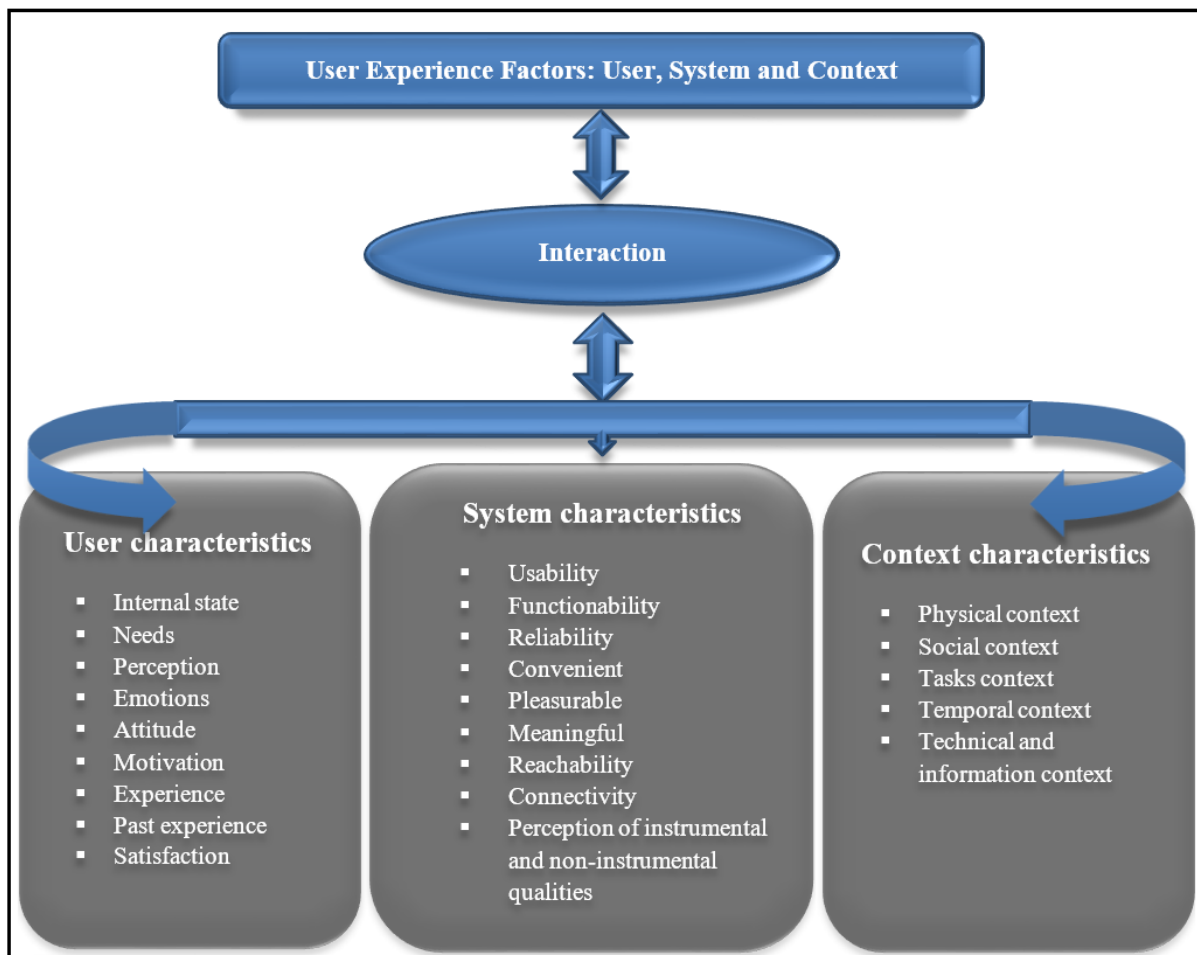 User Experience Factors: User, System and Context
Interaction
User characteristics
▪ Internal state
▪ Needs
▪ Perception
▪ Emotions
▪ Attitude
▪ Motivation
▪ Experience
▪ Past experience
▪ Satisfaction
System characteristics
▪ Usability
▪ Functionability
▪ Reliability
▪ Convenient
▪ Pleasurable
▪ Meaningful
▪ Reachability
▪ Connectivity
▪ Perception of instrumental
and non-instrumental
qualities
Context characteristics
▪ Physical context
▪ Social context
▪ Tasks context
▪ Temporal context
▪ Technical and
information context